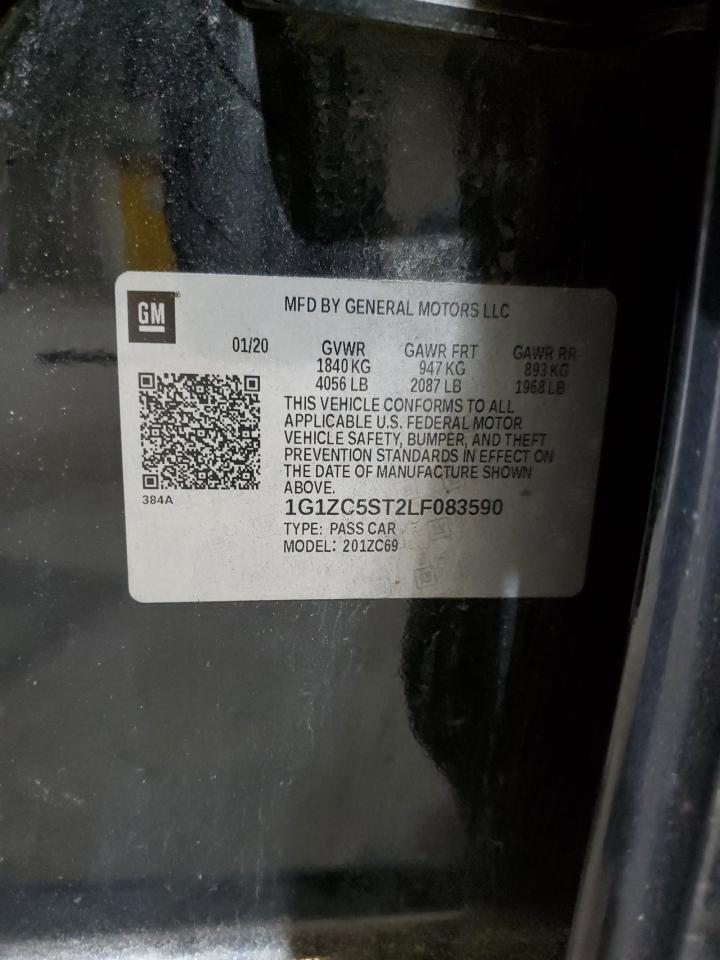 GM
MFD BY GENERAL MOTORS LLC
01/20 GVWR GAWR FRT GAWR RR
1840 KG 947 KG 893 KG
4056 LB 2087 LB 1968 LB
THIS VEHICLE CONFORMS TO ALL
APPLICABLE U.S. FEDERAL MOTOR
VEHICLE SAFETY, BUMPER, AND THEFT
PREVENTION STANDARDS IN EFFECT ON
THE DATE OF MANUFACTURE SHOWN
ABOVE.
384A
1G1ZC5ST2LF083590
TYPE: PASS CAR
MODEL: 201ZC69